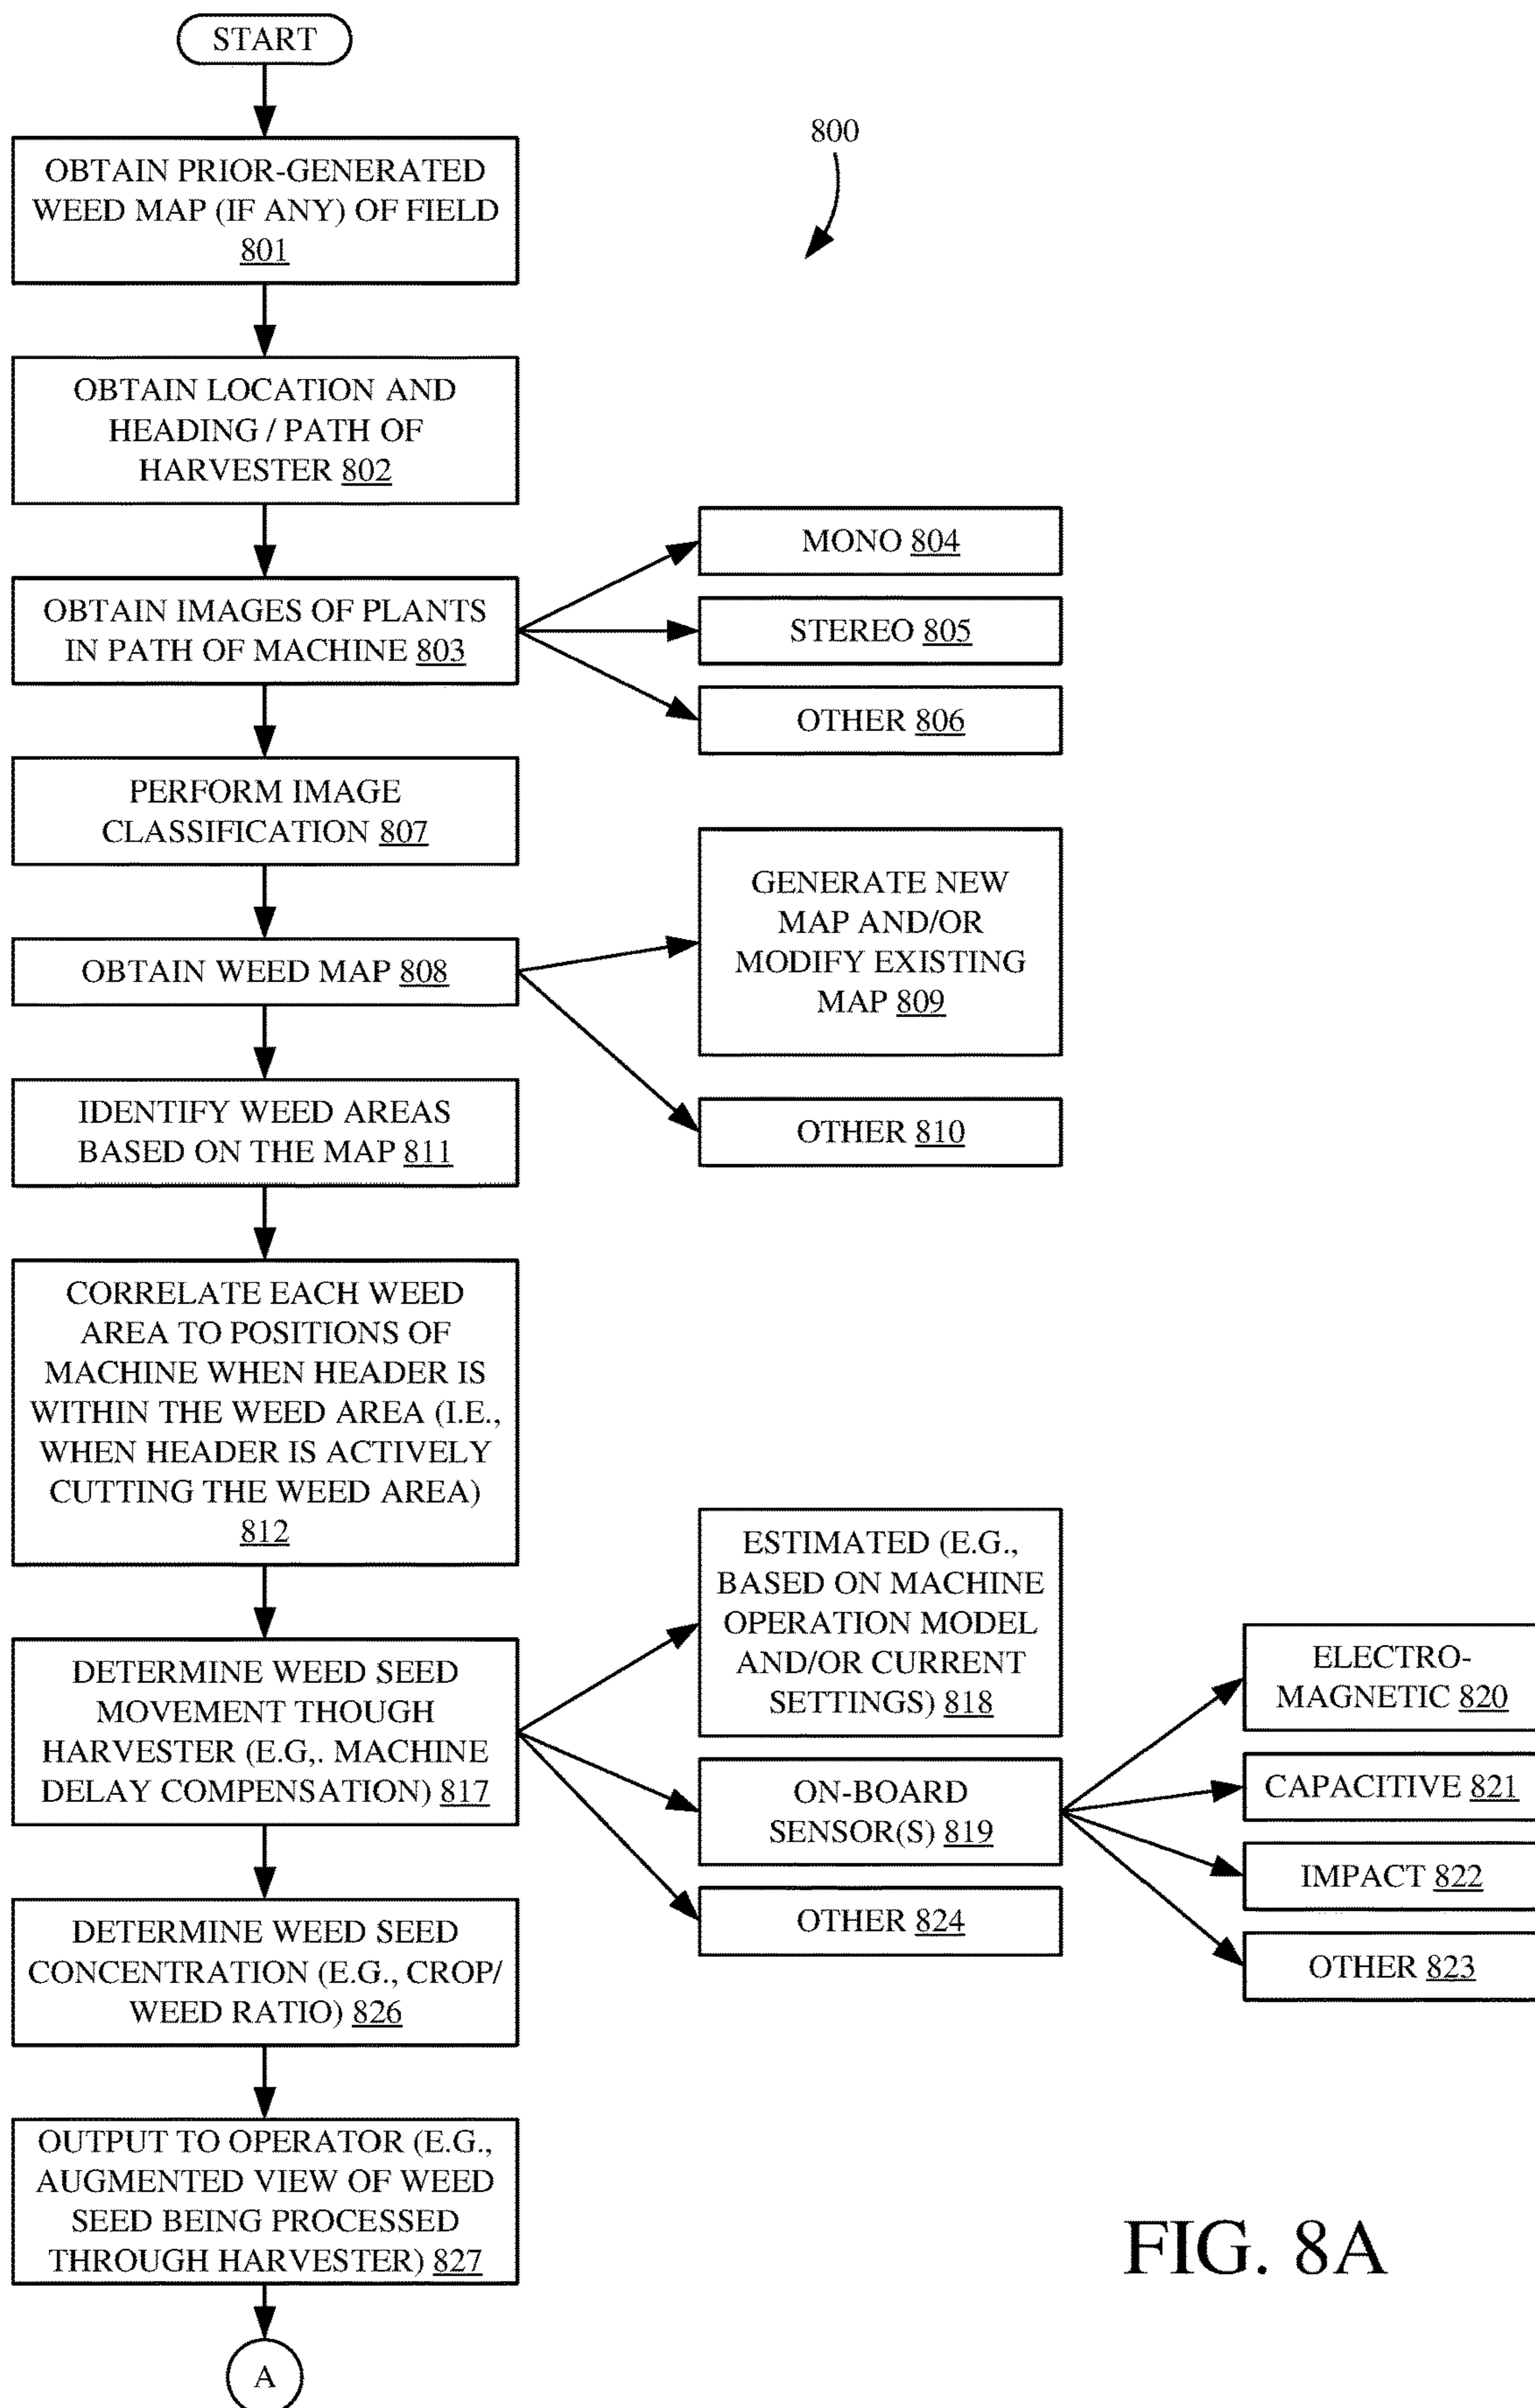 START
800
OBTAIN PRIOR-GENERATED
WEED MAP (IF ANY) OF FIELD
801
OBTAIN LOCATION AND
HEADING / PATH OF
HARVESTER 802
OBTAIN IMAGES OF PLANTS
IN PATH OF MACHINE 803
MONO 804
STEREO 805
OTHER 806
PERFORM IMAGE
CLASSIFICATION 807
OBTAIN WEED MAP 808
GENERATE NEW
MAP AND/OR
MODIFY EXISTING
MAP 809
OTHER 810
IDENTIFY WEED AREAS
BASED ON THE MAP 811
CORRELATE EACH WEED
AREA TO POSITIONS OF
MACHINE WHEN HEADER IS
WITHIN THE WEED AREA (I.E.,
WHEN HEADER IS ACTIVELY
CUTTING THE WEED AREA)
812
DETERMINE WEED SEED
MOVEMENT THOUGH
HARVESTER (E.G,. MACHINE
DELAY COMPENSATION) 817
ESTIMATED (E.G.,
BASED ON MACHINE
OPERATION MODEL
AND/OR CURRENT
SETTINGS) 818
ON-BOARD
SENSOR(S) 819
OTHER 824
ELECTRO-
MAGNETIC 820
CAPACITIVE 821
IMPACT 822
OTHER 823
DETERMINE WEED SEED
CONCENTRATION (E.G., CROP/
WEED RATIO) 826
OUTPUT TO OPERATOR (E.G.,
AUGMENTED VIEW OF WEED
SEED BEING PROCESSED
THROUGH HARVESTER) 827
A
FIG. 8A